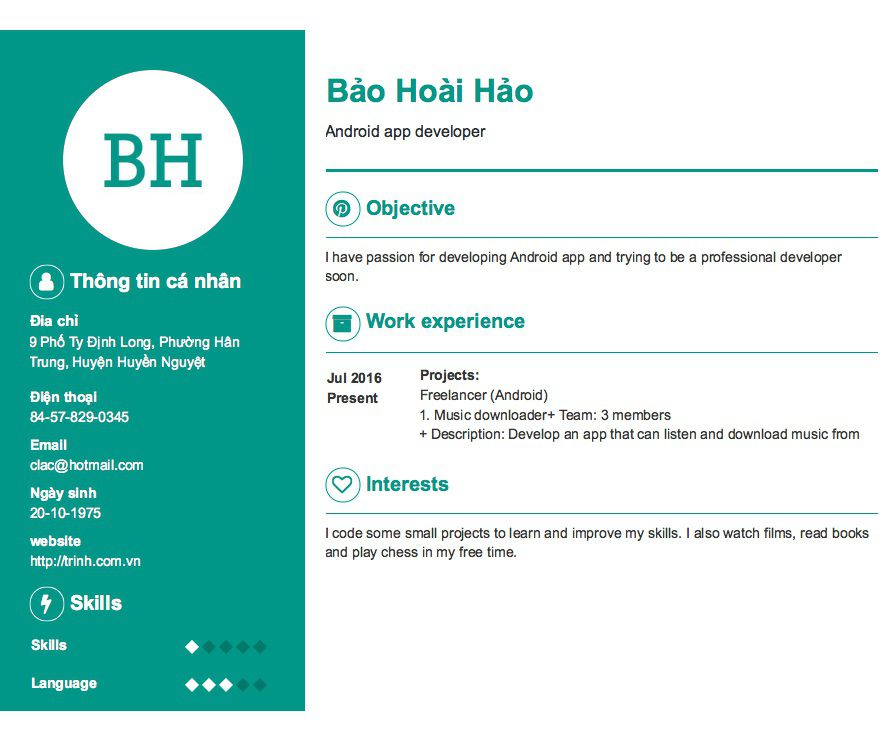 BH
Thông tin cá nhân
Đia chỉ
9 Phố Ty Định Long, Phường Hân
Trung, Huyện Huyền Nguyệt
Điện thoại
84-57-829-0345
Email
clac@hotmail.com
Ngày sinh
20-10-1975
website
http://trinh.com.vn
Skills
Skills
Language
Bảo Hoài Hảo
Android app developer
Objective
I have passion for developing Android app and trying to be a professional developer
soon.
Work experience
Jul 2016
Present
Projects:
Freelancer (Android)
1. Music downloader+ Team: 3 members
+ Description: Develop an app that can listen and download music from
Interests
I code some small projects to learn and improve my skills. I also watch films, read books
and play chess in my free time.